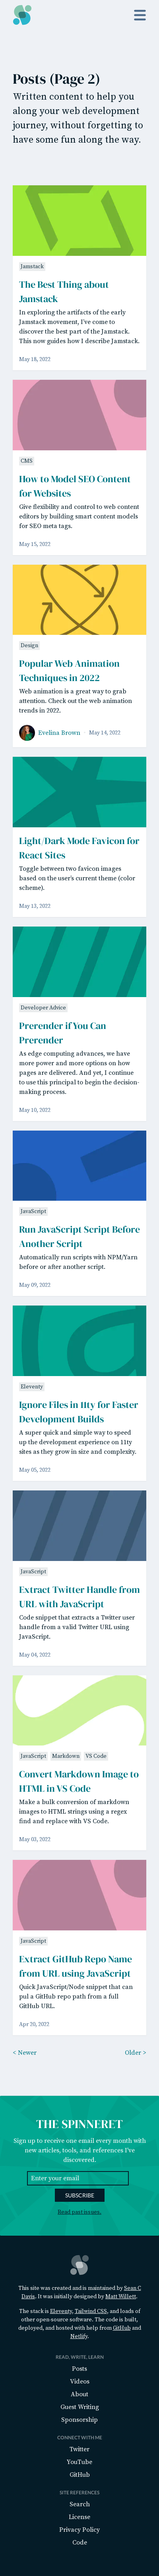 Posts (Page 2)
Written content to help you
along your web development
journey, without forgetting to
have some fun along the way.
Jamstack
The Best Thing about
Jamstack
In exploring the artifacts of the early
Jamstack movement, I've come to
discover the best part of the Jamstack.
This now guides how I describe Jamstack.
May 18, 2022
CMS
How to Model SEO Content
for Websites
Give flexibility and control to web content
editors by building smart content models
for SEO meta tags.
May 15, 2022
Design
Popular Web Animation
Techniques in 2022
Web animation is a great way to grab
attention. Check out the web animation
trends in 2022.
Evelina Brown May 14, 2022
Light/Dark Mode Favicon for
React Sites
Toggle between two favicon images
based on the user's current theme (color
scheme).
May 13, 2022
Developer Advice
Prerender if You Can
Prerender
As edge computing advances, we have
more power and more options on how
pages are delivered. And yet, I continue
to use this principal to begin the decision-
making process.
May 10, 2022
JavaScript
Run JavaScript Script Before
Another Script
Automatically run scripts with NPM/Yarn
before or after another script.
May 09, 2022
Eleventy
Ignore Files in 11ty for Faster
Development Builds
A super quick and simple way to speed
up the development experience on 11ty
sites as they grow in size and complexity.
May 05, 2022
JavaScript
Extract Twitter Handle from
URL with JavaScript
Code snippet that extracts a Twitter user
handle from a valid Twitter URL using
JavaScript.
May 04, 2022
JavaScript Markdown VS Code
Convert Markdown Image to
HTML in VS Code
Make a bulk conversion of markdown
images to HTML strings using a regex
find and replace with VS Code.
May 03, 2022
JavaScript
Extract GitHub Repo Name
from URL using JavaScript
Quick JavaScript/Node snippet that can
pul a GitHub repo path from a full
GitHub URL.
Apr 26, 2022
< Newer Older >
THE SPINNERET
Sign up to receive one email every month with
new articles, tools, and references I've
discovered.
Enter your email
SUBSCRIBE
Read past issues.
This site was created and is maintained by Sean C
Davis. It was initially designed by Matt Willett.
The stack is Eleventy, Tailwind CSS, and loads of
other open source software. The code is built,
deployed, and hosted with help from GitHub and
Netlify.
READ, WRITE, LEARN
Posts
Videos
About
Guest Writing
Sponsorship
CONNECT WITH ME
Twitter
YouTube
GitHub
SITE REFERENCES
Search
License
Privacy Policy
Code